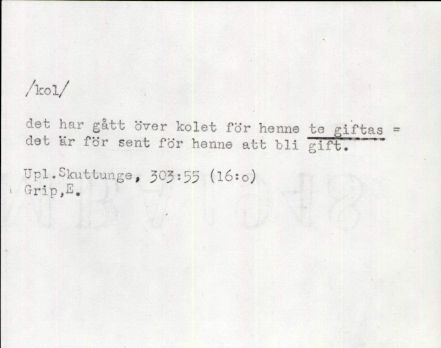 /kol/
det har gått över kolet för henne te giftas =
det är för sent för henne att bli gift.
Upl.Skuttunge, 303:55 (16:o)
Grip,E.